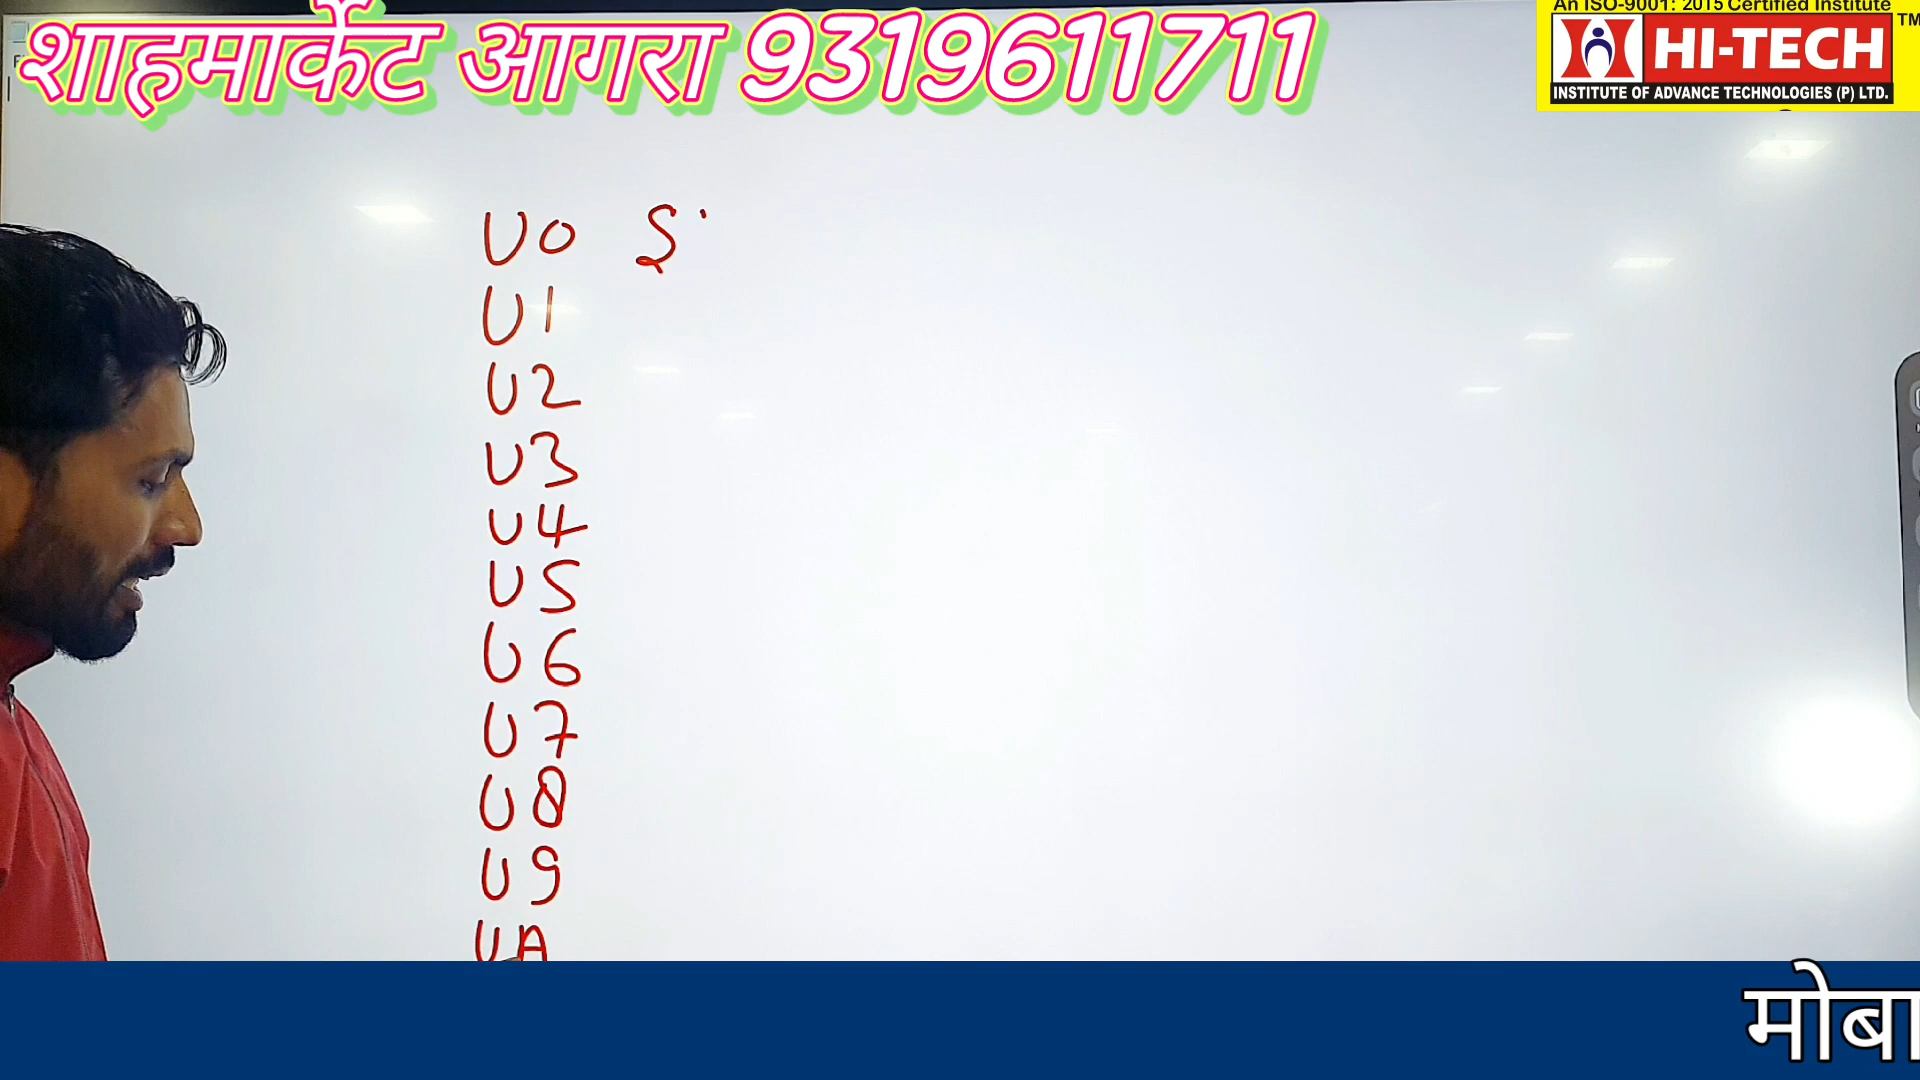 शाहमार्केट आगरा 9319611711
An ISO-9001: 2015 Certified Institute
HI-TECH TM
INSTITUTE OF ADVANCE TECHNOLOGIES (P) LTD.
U0 S
U1
U2
U3
U4
U5
U6
U7
U8
U9
UA
मोबा